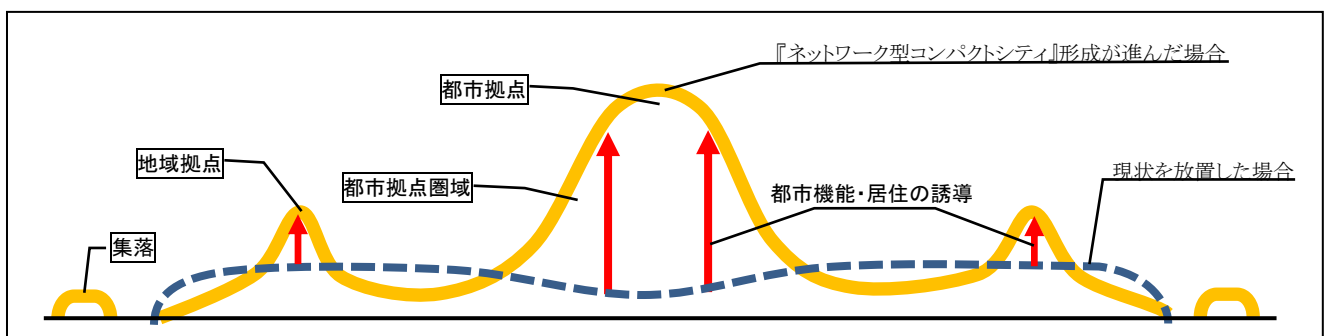 『ネットワーク型コンパクトシティ』形成が進んだ場合
都市拠点
地域拠点
現状を放置した場合
都市拠点圏域
都市機能・居住の誘導
集落